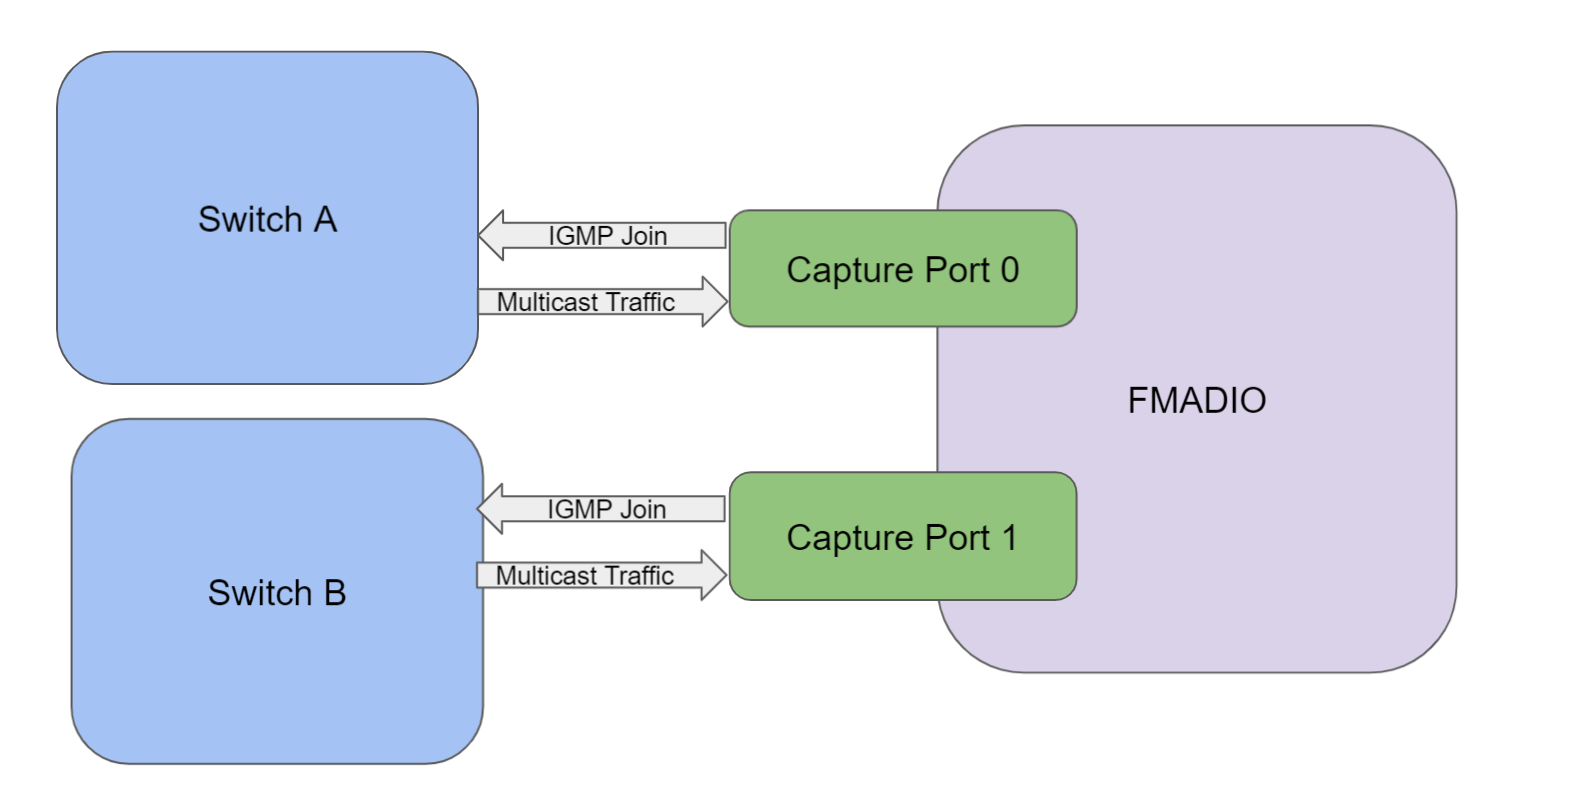 Switch A
IGMP Join
Multicast Traffic
Capture Port 0
FMADIO
Switch B
IGMP Join
Multicast Traffic
Capture Port 1